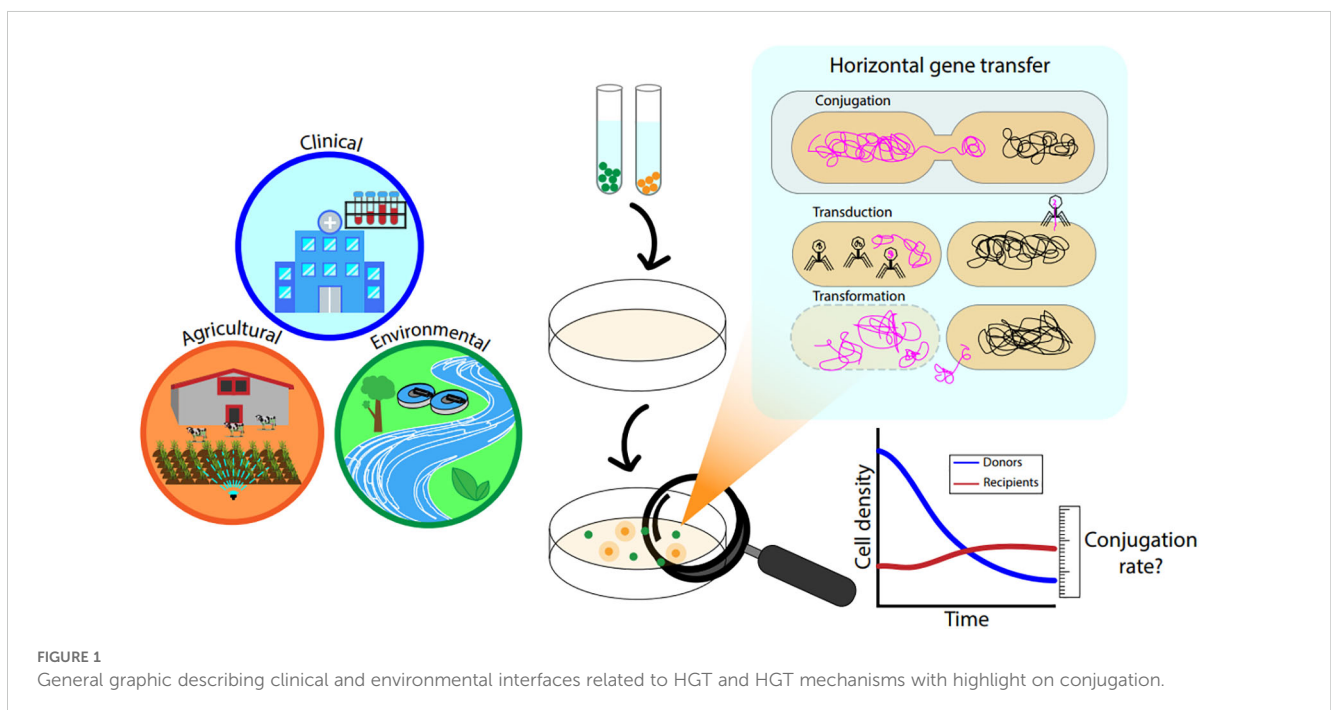 Clinical
Agricultural
Environmental
Horizontal gene transfer
Conjugation
Transduction
Transformation
Cell density
Donors
Recipients
Time
Conjugation
rate?
FIGURE 1
General graphic describing clinical and environmental interfaces related to HGT and HGT mechanisms with highlight on conjugation.